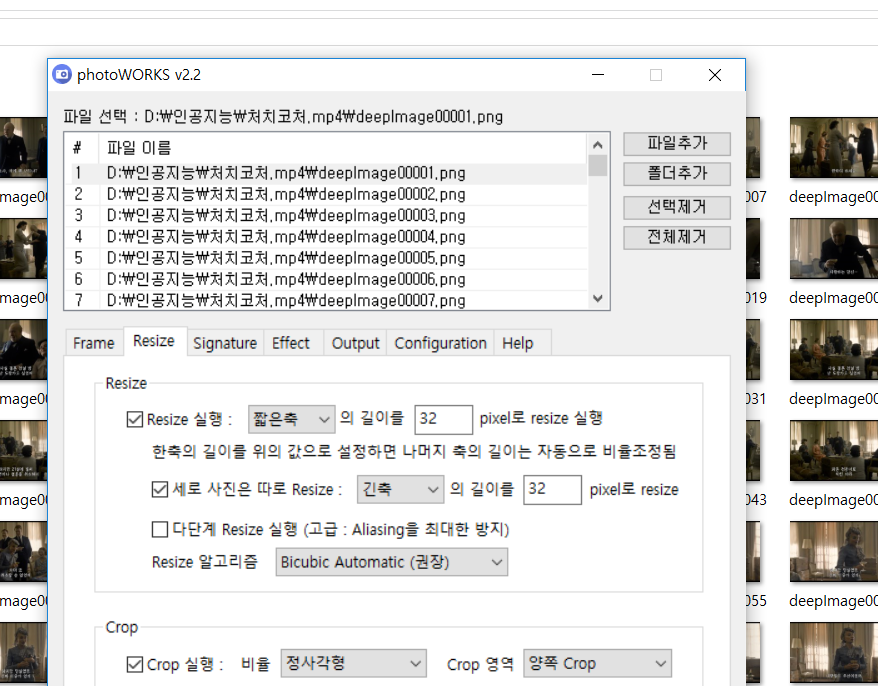 photoWORKS v2.2
파일 선택 : D:₩인공지능₩처치코처.mp4₩deepImage00001.png
# 파일 이름
1 D:₩인공지능₩처치코처.mp4₩deepImage00001.png
2 D:₩인공지능₩처치코처.mp4₩deepImage00002.png
3 D:₩인공지능₩처치코처.mp4₩deepImage00003.png
4 D:₩인공지능₩처치코처.mp4₩deepImage00004.png
5 D:₩인공지능₩처치코처.mp4₩deepImage00005.png
6 D:₩인공지능₩처치코처.mp4₩deepImage00006.png
7 D:₩인공지능₩처치코처.mp4₩deepImage00007.png
파일추가
폴더추가
선택제거
전체제거
Frame Resize Signature Effect Output Configuration Help
Resize
Resize 실행 : 짧은축 의 길이를 32 pixel로 resize 실행
한축의 길이를 위의 값으로 설정하면 나머지 축의 길이는 자동으로 비율조정됨
세로 사진은 따로 Resize : 긴축 의 길이를 32 pixel로 resize
다단계 Resize 실행 (고급 : Aliasing을 최대한 방지)
Resize 알고리즘 Bicubic Automatic (권장)
Crop
Crop 실행 : 비율 정사각형 Crop 영역 양쪽 Crop
mage00 007 deepImage00
mage00 019 deepImage00
mage00 031 deepImage00
mage00 043 deepImage00
mage00 055 deepImage00